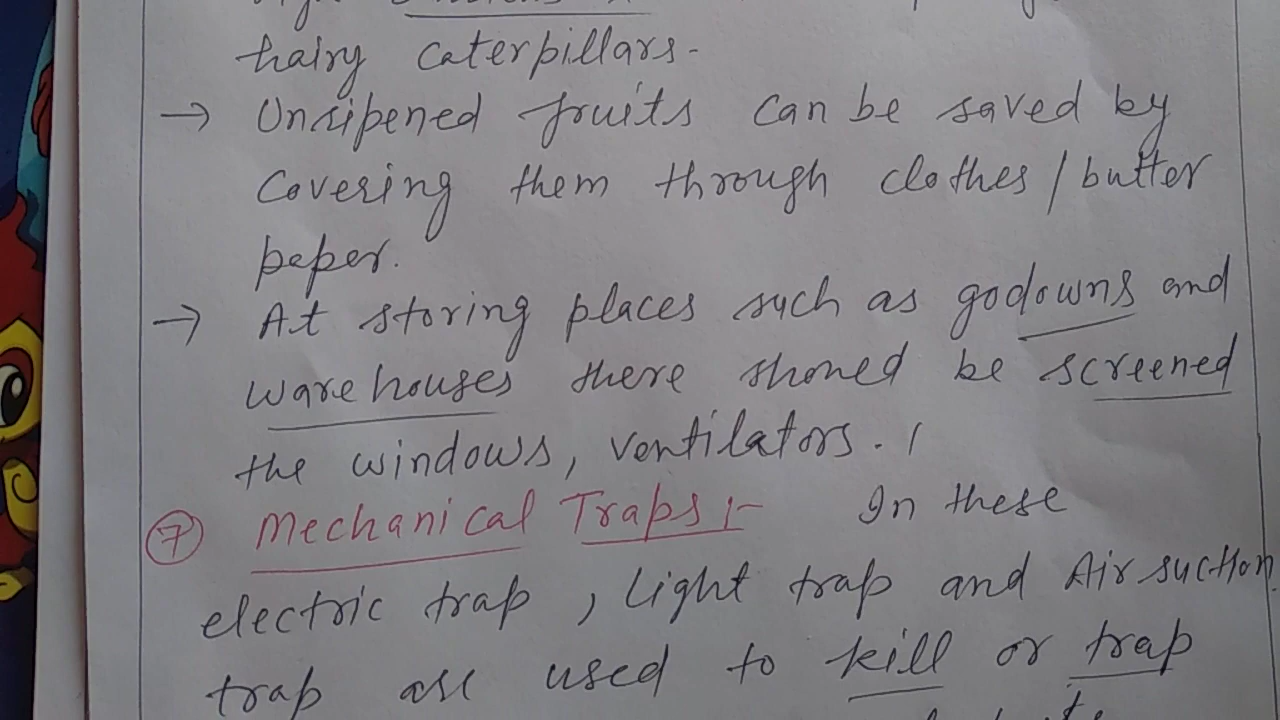 hairy caterpillars-
→ Unripened fruits can be saved by
Covering them through clothes / butter
peper.
→ At storing places such as godowns and
warehouses there shoned be screened
the windows, ventilators.
⑦ Mechanical Traps :- In these
electric trap, light trap and Air suction
trap are used to kill or trap